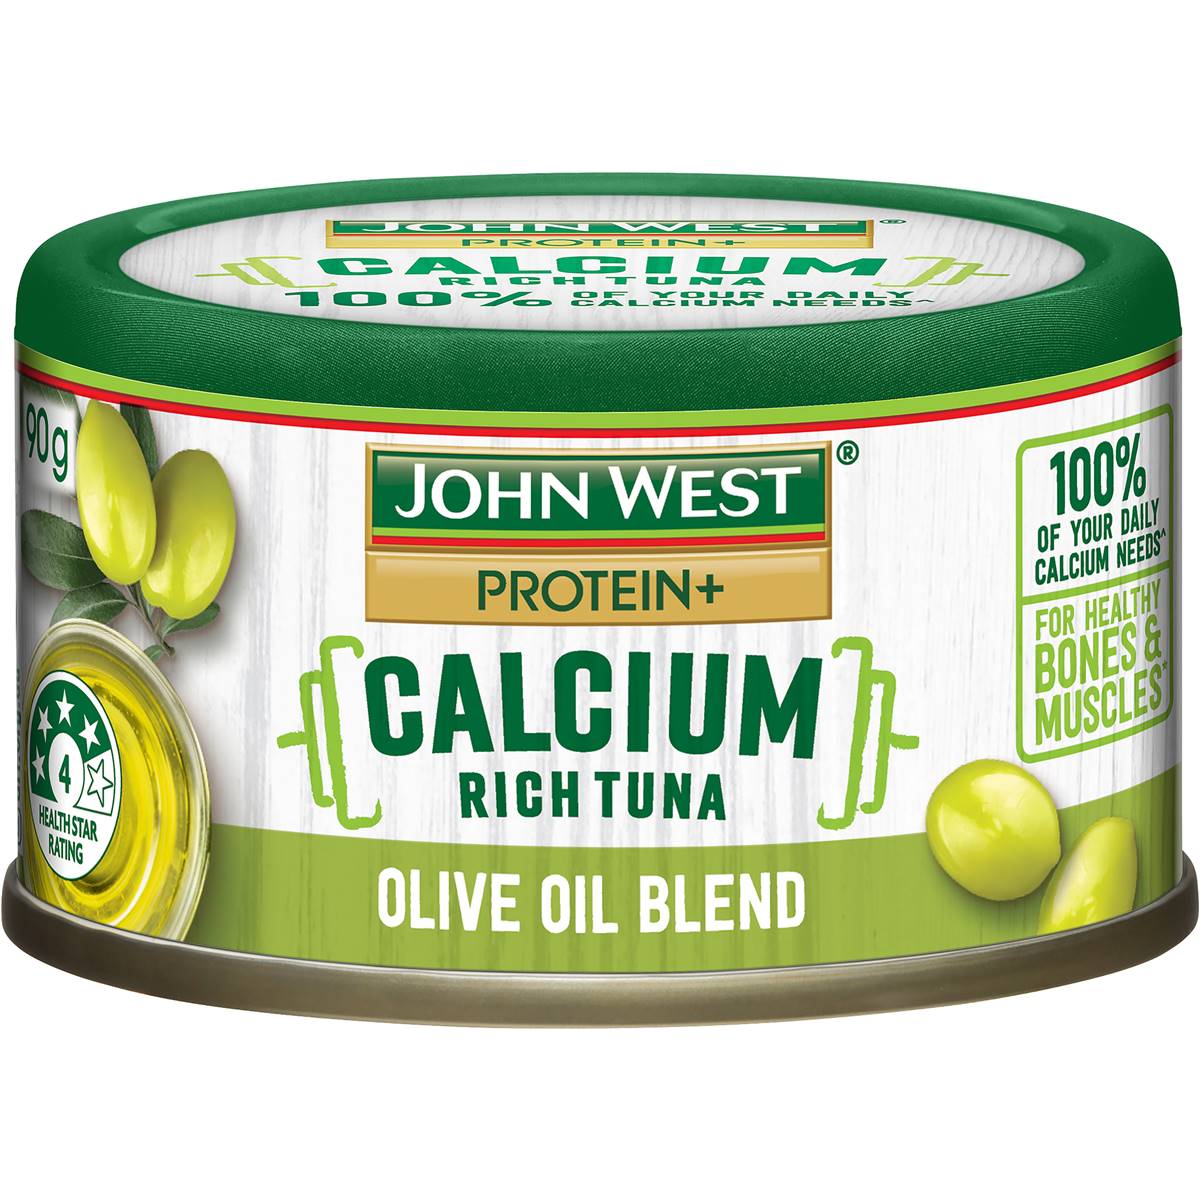 JOHN WEST ®
PROTEIN+
CALCIUM
RICH TUNA
100% OF YOUR DAILY
CALCIUM NEEDS^
90g
JOHN WEST ®
PROTEIN+
CALCIUM
RICH TUNA
OLIVE OIL BLEND
100%
OF YOUR DAILY
CALCIUM NEEDS^
FOR HEALTHY
BONES &
MUSCLES*
4
HEALTH STAR
RATING